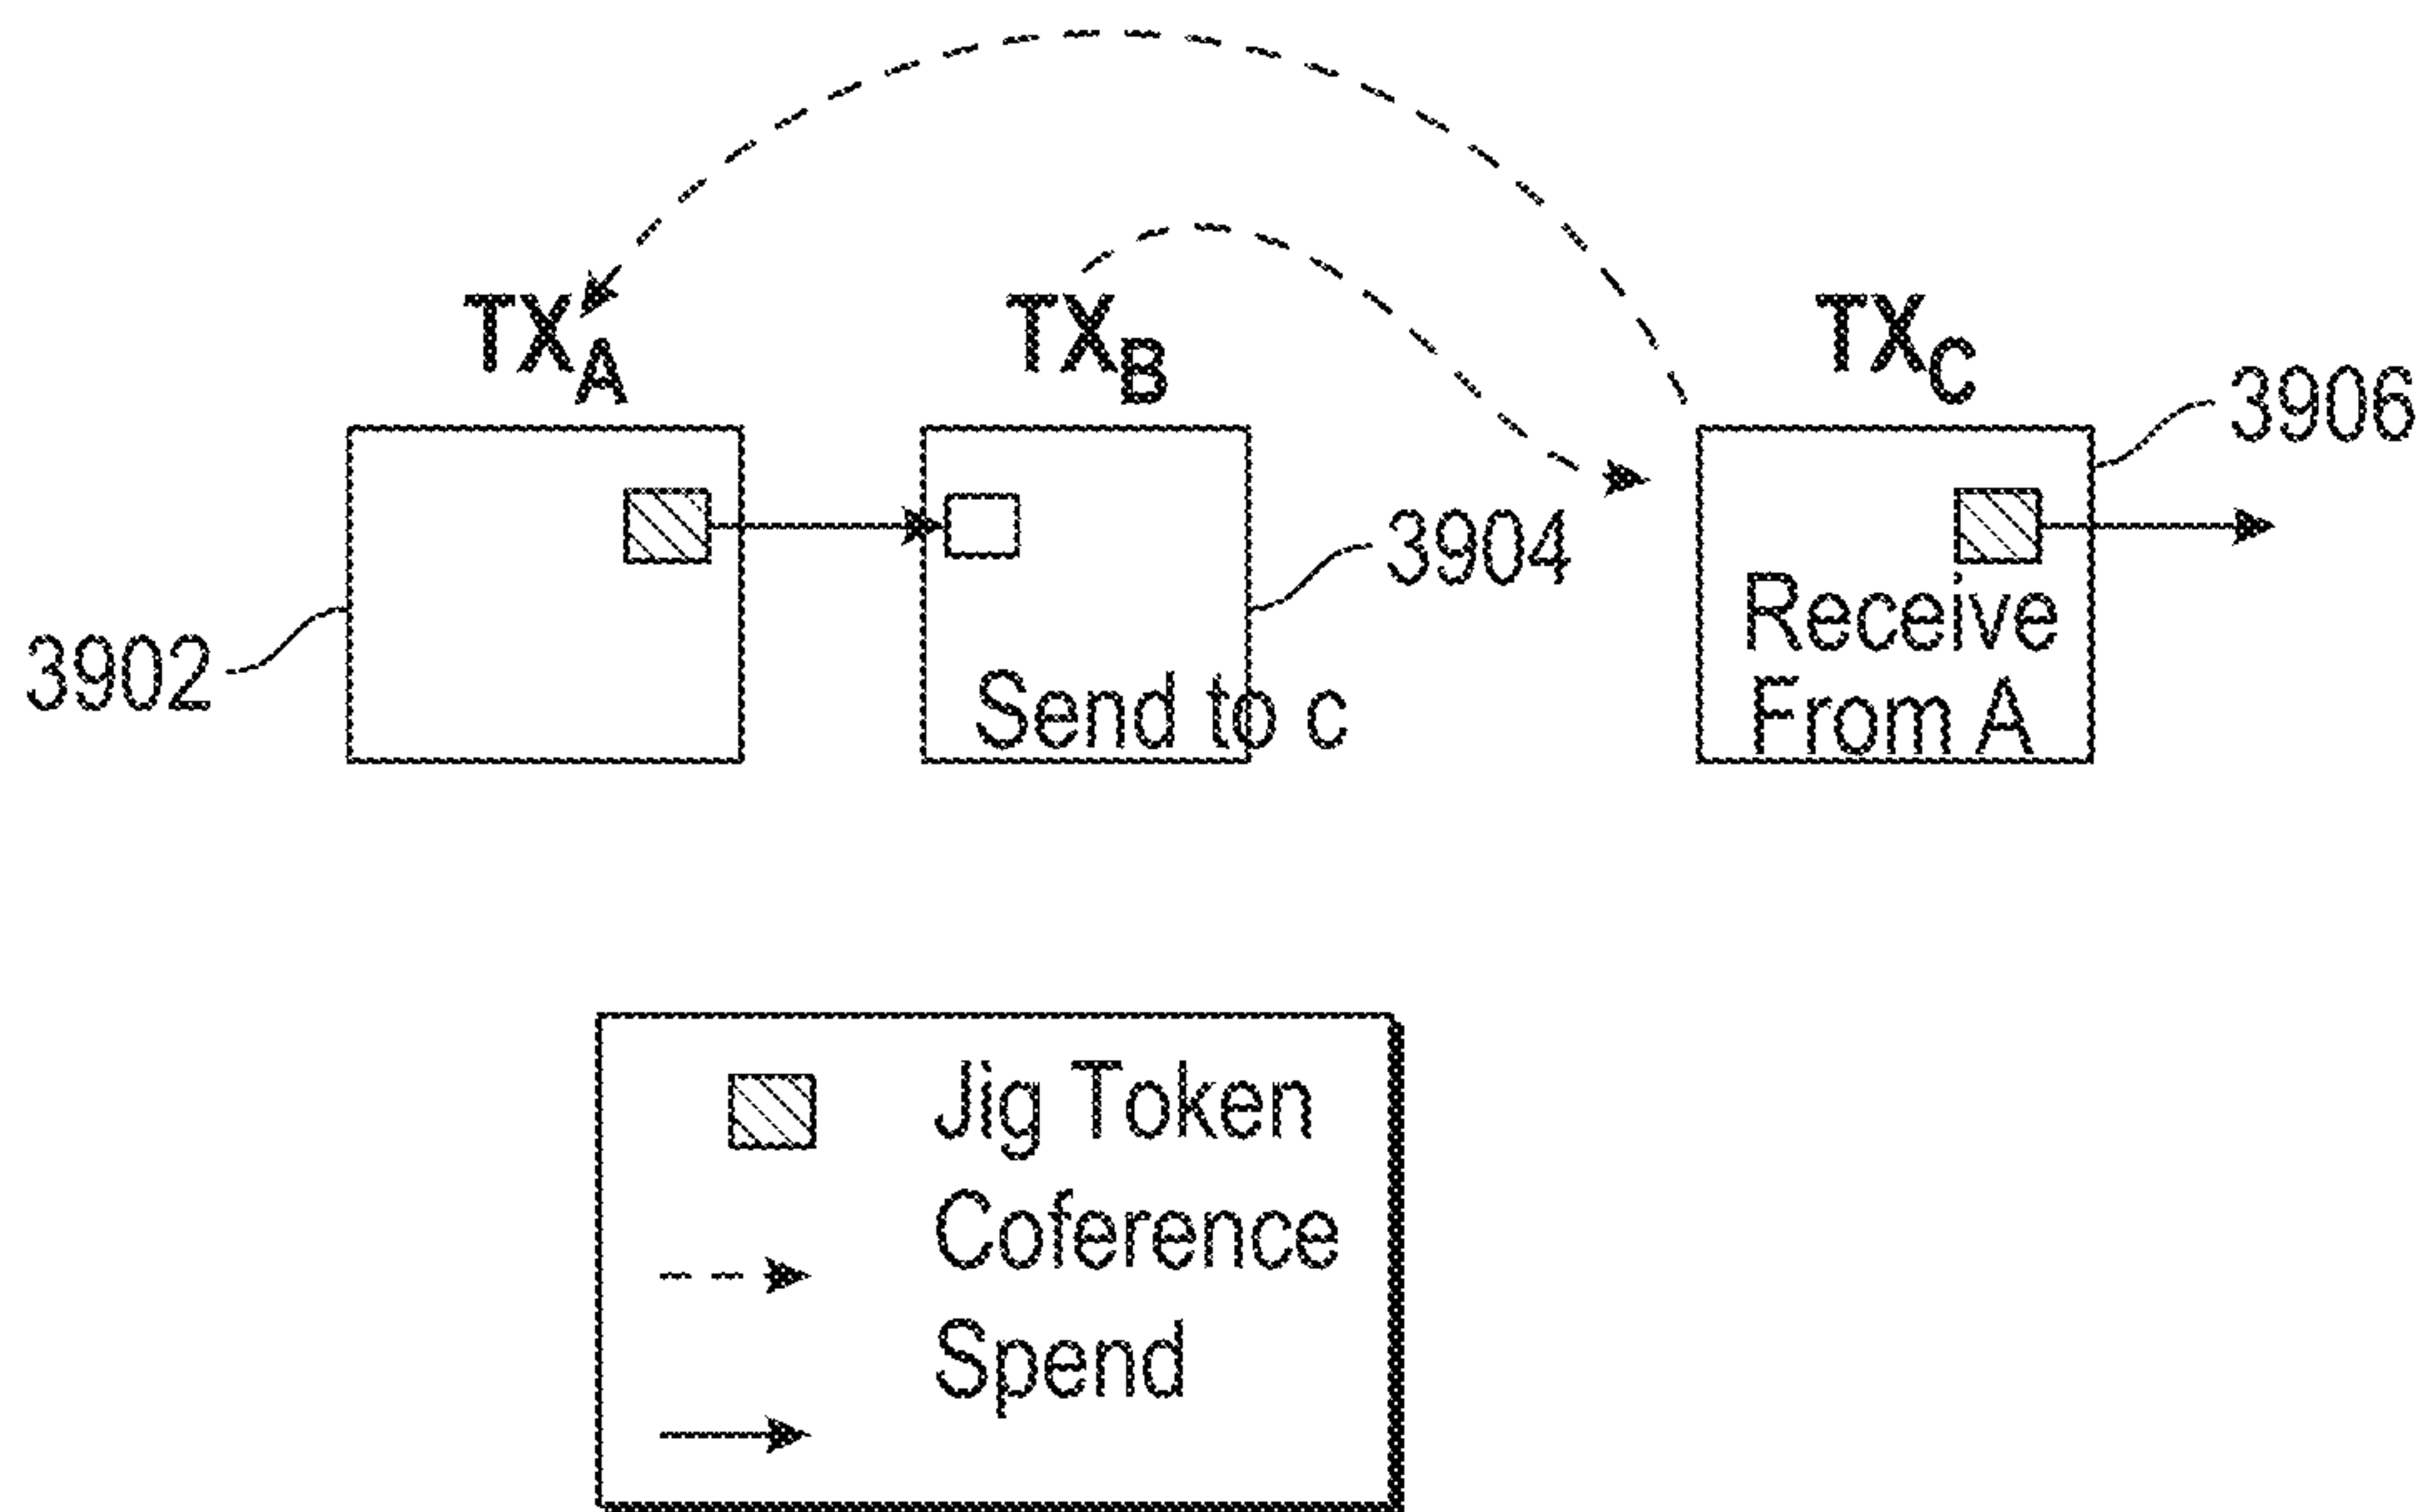 TXA
TXB
TXC
3906
3904
3902
Receive
From A
Send to c
Jig Token
Coference
Spend